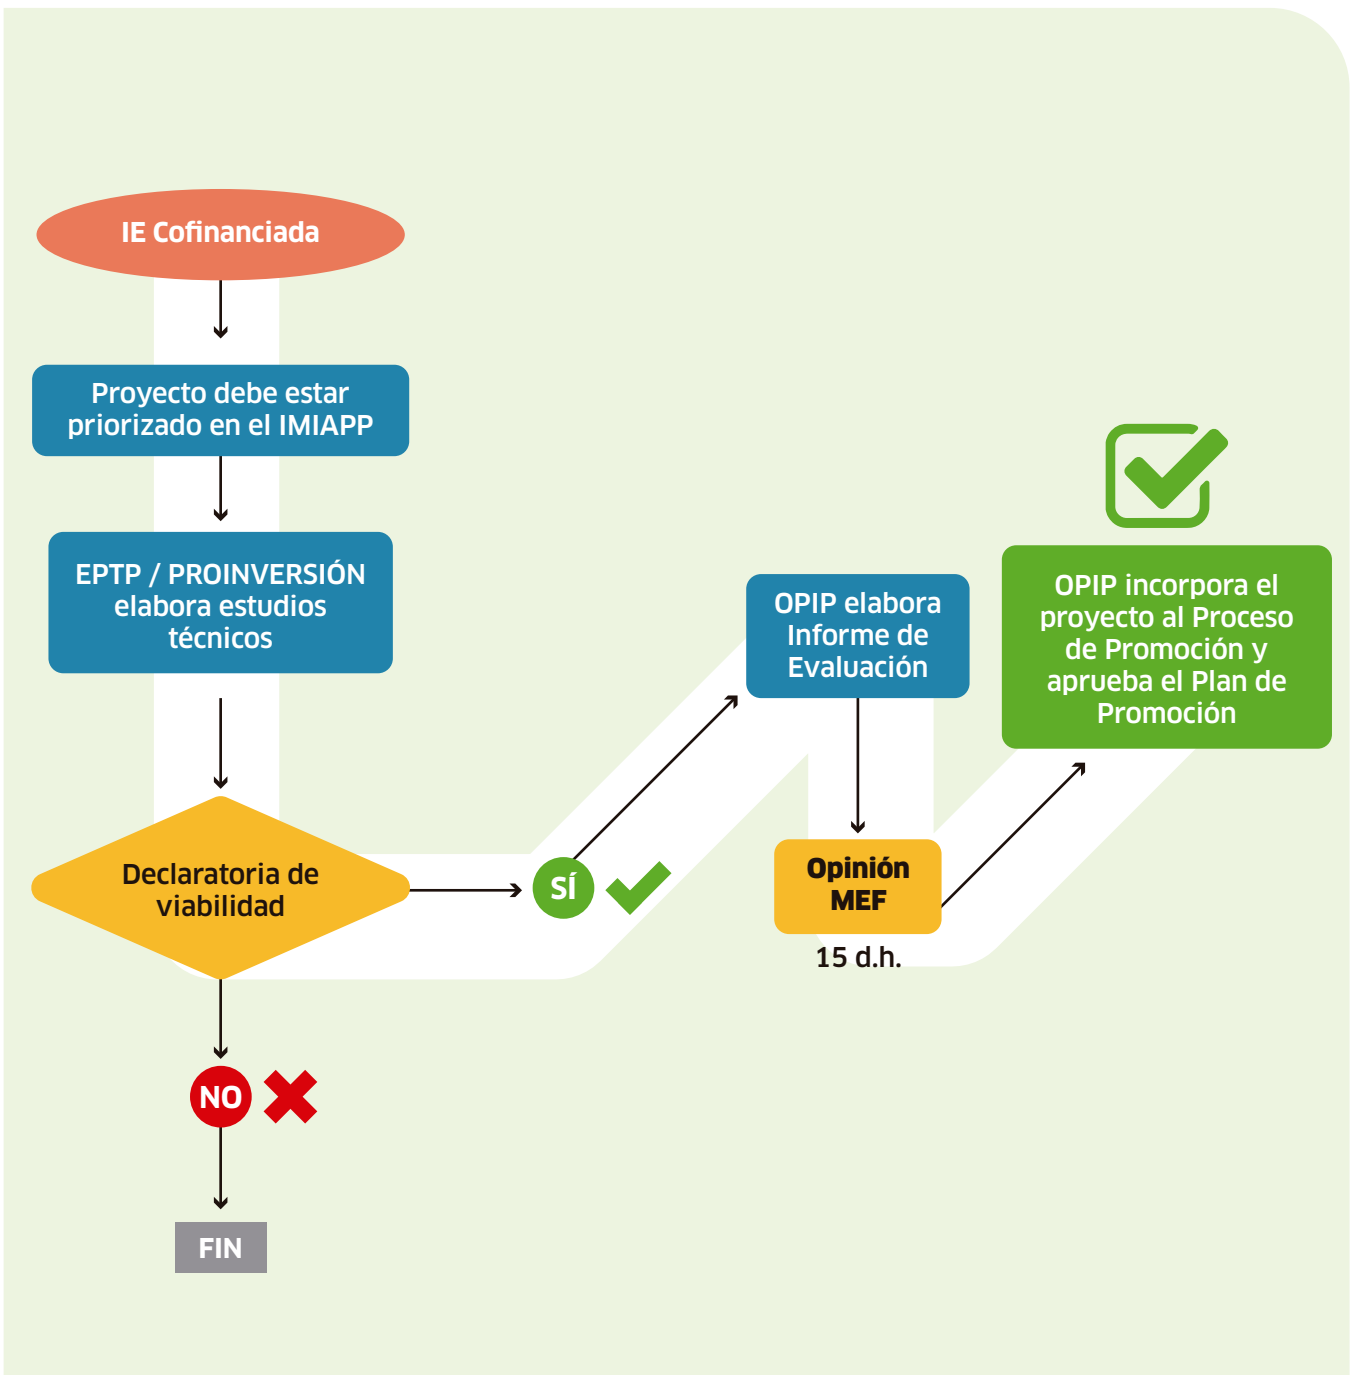 IE Cofinanciada
Proyecto debe estar
priorizado en el IMIAPP
EPTP / PROINVERSIÓN
elabora estudios
técnicos
Declaratoria de
viabilidad
SÍ
NO
FIN
OPIP elabora
Informe de
Evaluación
Opinión
MEF
15 d.h.
OPIP incorpora el
proyecto al Proceso
de Promoción y
aprueba el Plan de
Promoción